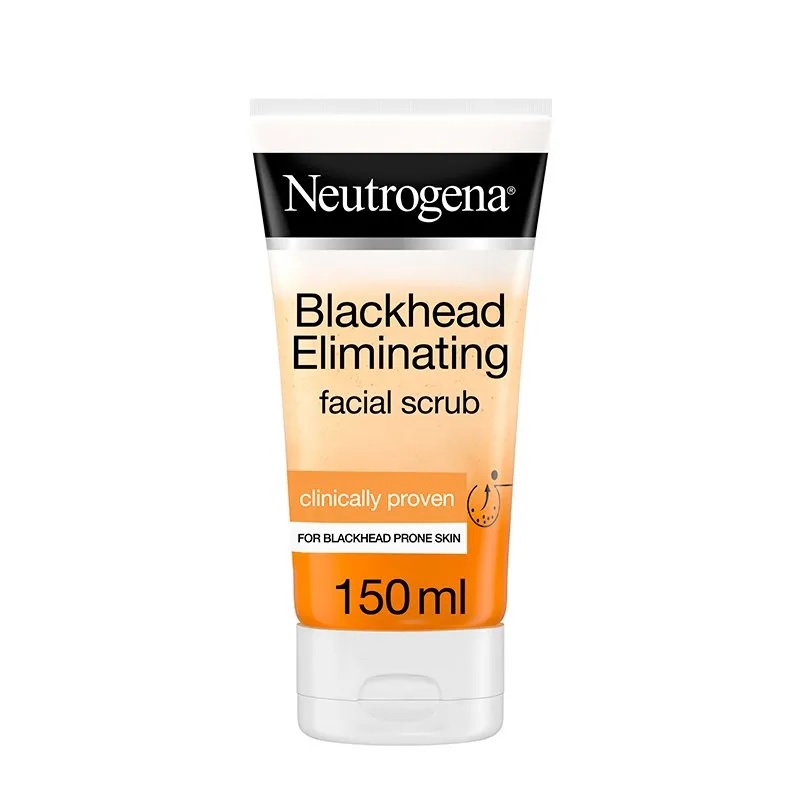 Neutrogena®
Blackhead
Eliminating
facial scrub
clinically proven
FOR BLACKHEAD PRONE SKIN
150 ml